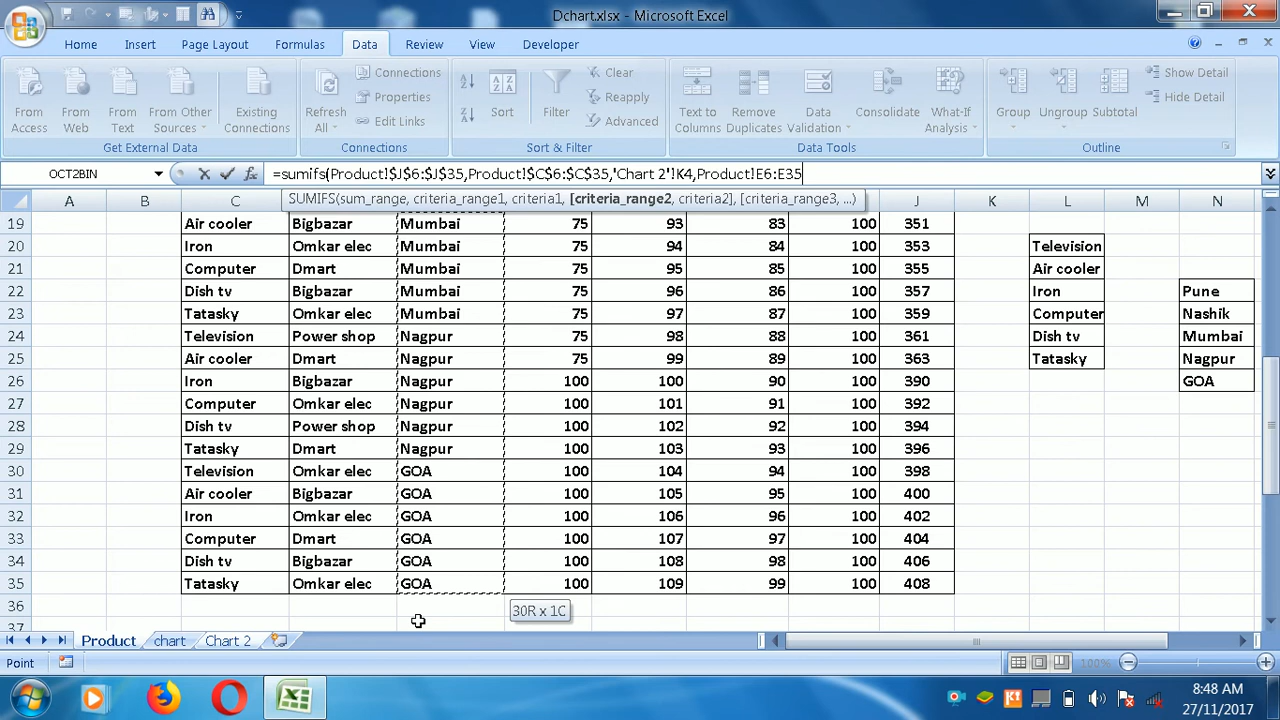 Dchart.xlsx - Microsoft Excel
Home Insert Page Layout Formulas Data Review View Developer
From Access
From Web
From Text
From Other Sources
Existing Connections
Get External Data
Refresh All
Connections
Properties
Edit Links
Connections
Sort
Filter
Clear
Reapply
Advanced
Sort & Filter
Text to Columns
Remove Duplicates
Data Validation
Consolidate
What-If Analysis
Data Tools
Group
Ungroup
Subtotal
Show Detail
Hide Detail
Outline
OCT2BIN =sumifs(Product!$J$6:$J$35,Product!$C$6:$C$35,'Chart 2'!K4,Product!E6:E35
SUMIFS(sum_range, criteria_range1, criteria1, [criteria_range2, criteria2], [criteria_range3, ...)
A B C J K L M N
19 Air cooler Bigbazar Mumbai 75 93 83 100 351
20 Iron Omkar elec Mumbai 75 94 84 100 353 Television
21 Computer Dmart Mumbai 75 95 85 100 355 Air cooler
22 Dish tv Bigbazar Mumbai 75 96 86 100 357 Iron Pune
23 Tatasky Omkar elec Mumbai 75 97 87 100 359 Computer Nashik
24 Television Power shop Nagpur 75 98 88 100 361 Dish tv Mumbai
25 Air cooler Dmart Nagpur 75 99 89 100 363 Tatasky Nagpur
26 Iron Bigbazar Nagpur 100 100 90 100 390 GOA
27 Computer Omkar elec Nagpur 100 101 91 100 392
28 Dish tv Power shop Nagpur 100 102 92 100 394
29 Tatasky Dmart Nagpur 100 103 93 100 396
30 Television Omkar elec GOA 100 104 94 100 398
31 Air cooler Bigbazar GOA 100 105 95 100 400
32 Iron Omkar elec GOA 100 106 96 100 402
33 Computer Dmart GOA 100 107 97 100 404
34 Dish tv Bigbazar GOA 100 108 98 100 406
35 Tatasky Omkar elec GOA 100 109 99 100 408
36 30R x 1C
37
Product chart Chart 2
Point 100%
8:48 AM
27/11/2017